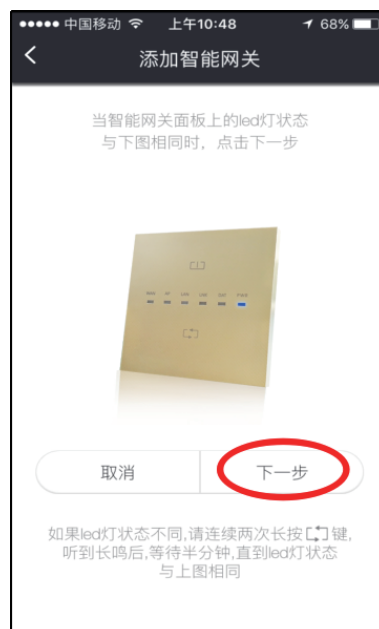 中国移动 上午10:48 68%
添加智能网关
当智能网关面板上的led灯状态
与下图相同时，点击下一步
取消 下一步
如果led灯状态不同,请连续两次长按键,
听到长鸣后,等待半分钟,直到led灯状态
与上图相同